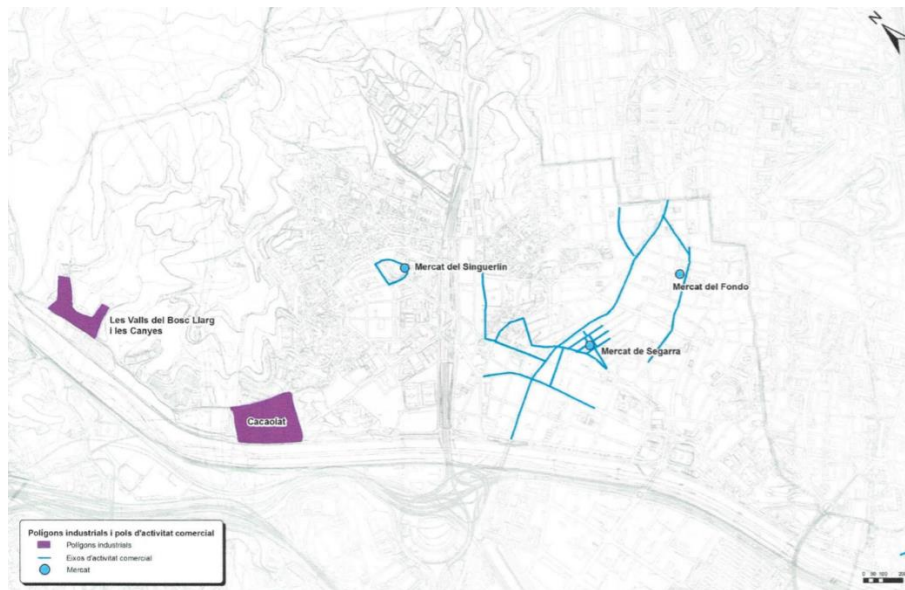 N
Mercat del Singuerlín
Mercat del Fondo
Les Valls del Bosc Llarg
i les Canyes
Mercat de Segarra
Cacaolat
Polígons industrials i pols d'activitat comercial
Polígons industrials
Eixos d'activitat comercial
Mercat